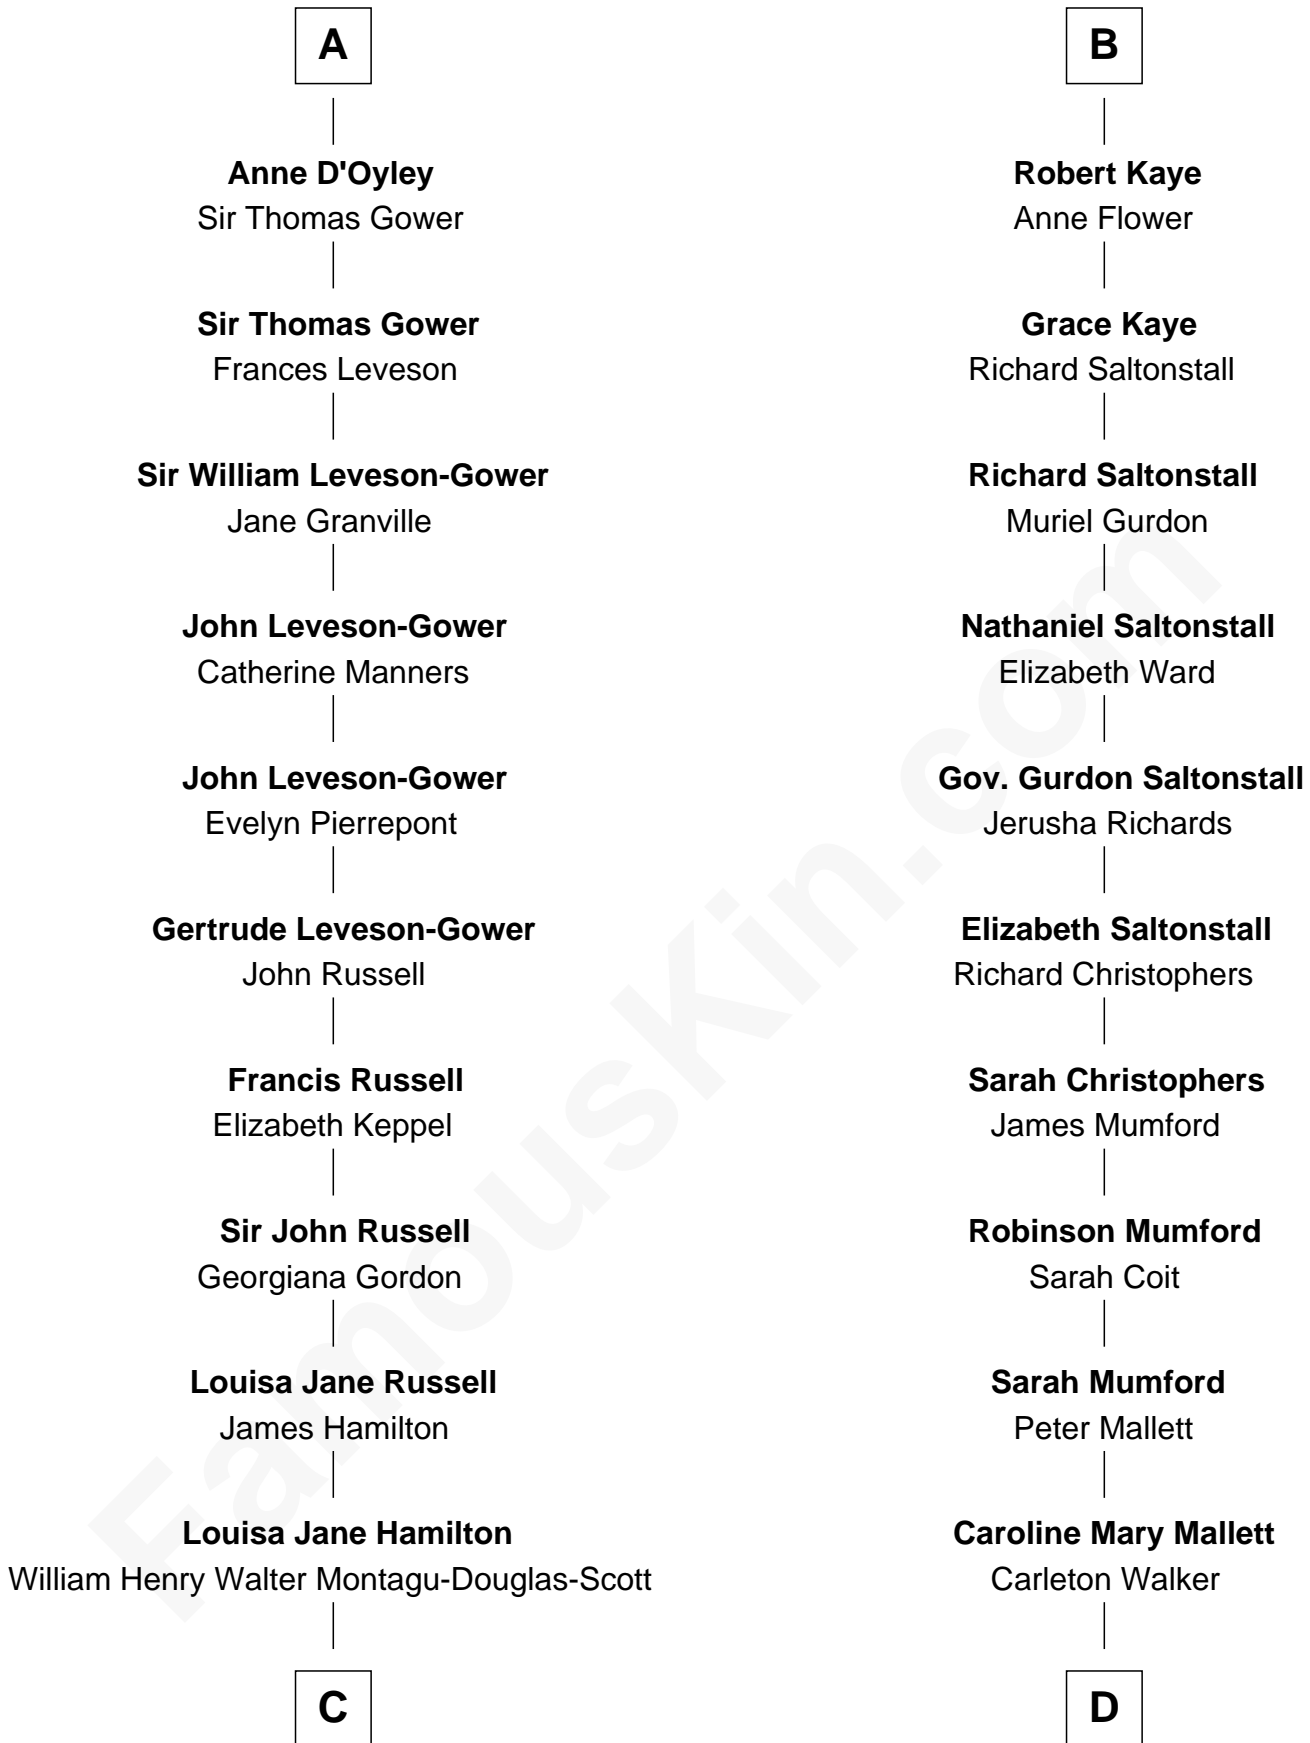 A
Anne D'Oyley
Sir Thomas Gower
Sir Thomas Gower
Frances Leveson
Sir William Leveson-Gower
Jane Granville
John Leveson-Gower
Catherine Manners
John Leveson-Gower
Evelyn Pierrepont
Gertrude Leveson-Gower
John Russell
Francis Russell
Elizabeth Keppel
Sir John Russell
Georgiana Gordon
Louisa Jane Russell
James Hamilton
Louisa Jane Hamilton
William Henry Walter Montagu-Douglas-Scott
C
B
Robert Kaye
Anne Flower
Grace Kaye
Richard Saltonstall
Richard Saltonstall
Muriel Gurdon
Nathaniel Saltonstall
Elizabeth Ward
Gov. Gurdon Saltonstall
Jerusha Richards
Elizabeth Saltonstall
Richard Christophers
Sarah Christophers
James Mumford
Robinson Mumford
Sarah Coit
Sarah Mumford
Peter Mallett
Caroline Mary Mallett
Carleton Walker
D
FamousKin.com